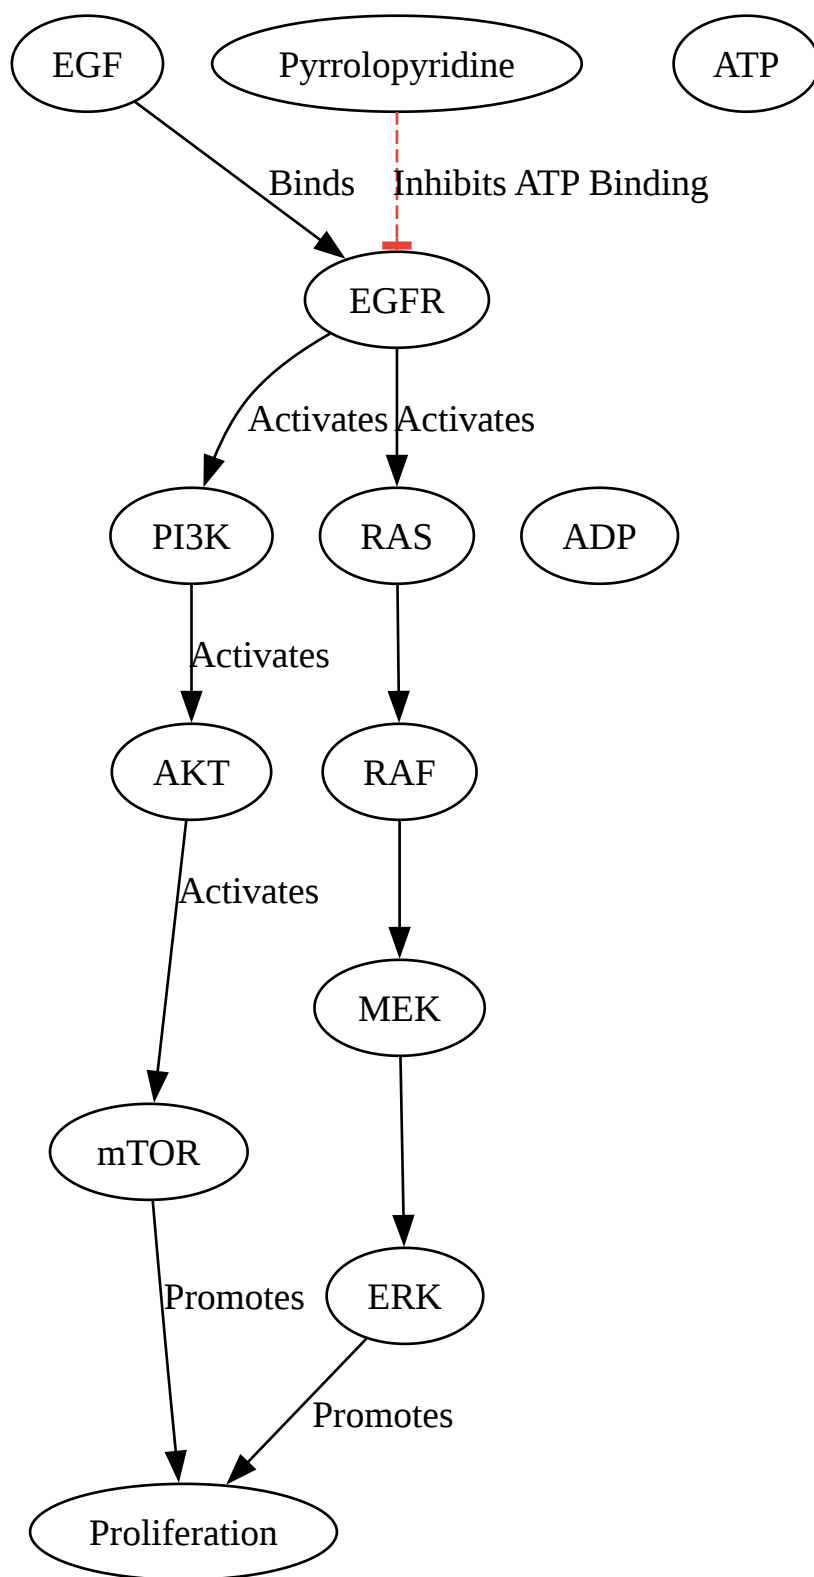 EGF
Pyrrolopyridine
ATP
Binds
Inhibits ATP Binding
EGFR
Activates
Activates
PI3K
RAS
ADP
Activates
AKT
RAF
Activates
MEK
mTOR
Promotes
ERK
Promotes
Proliferation